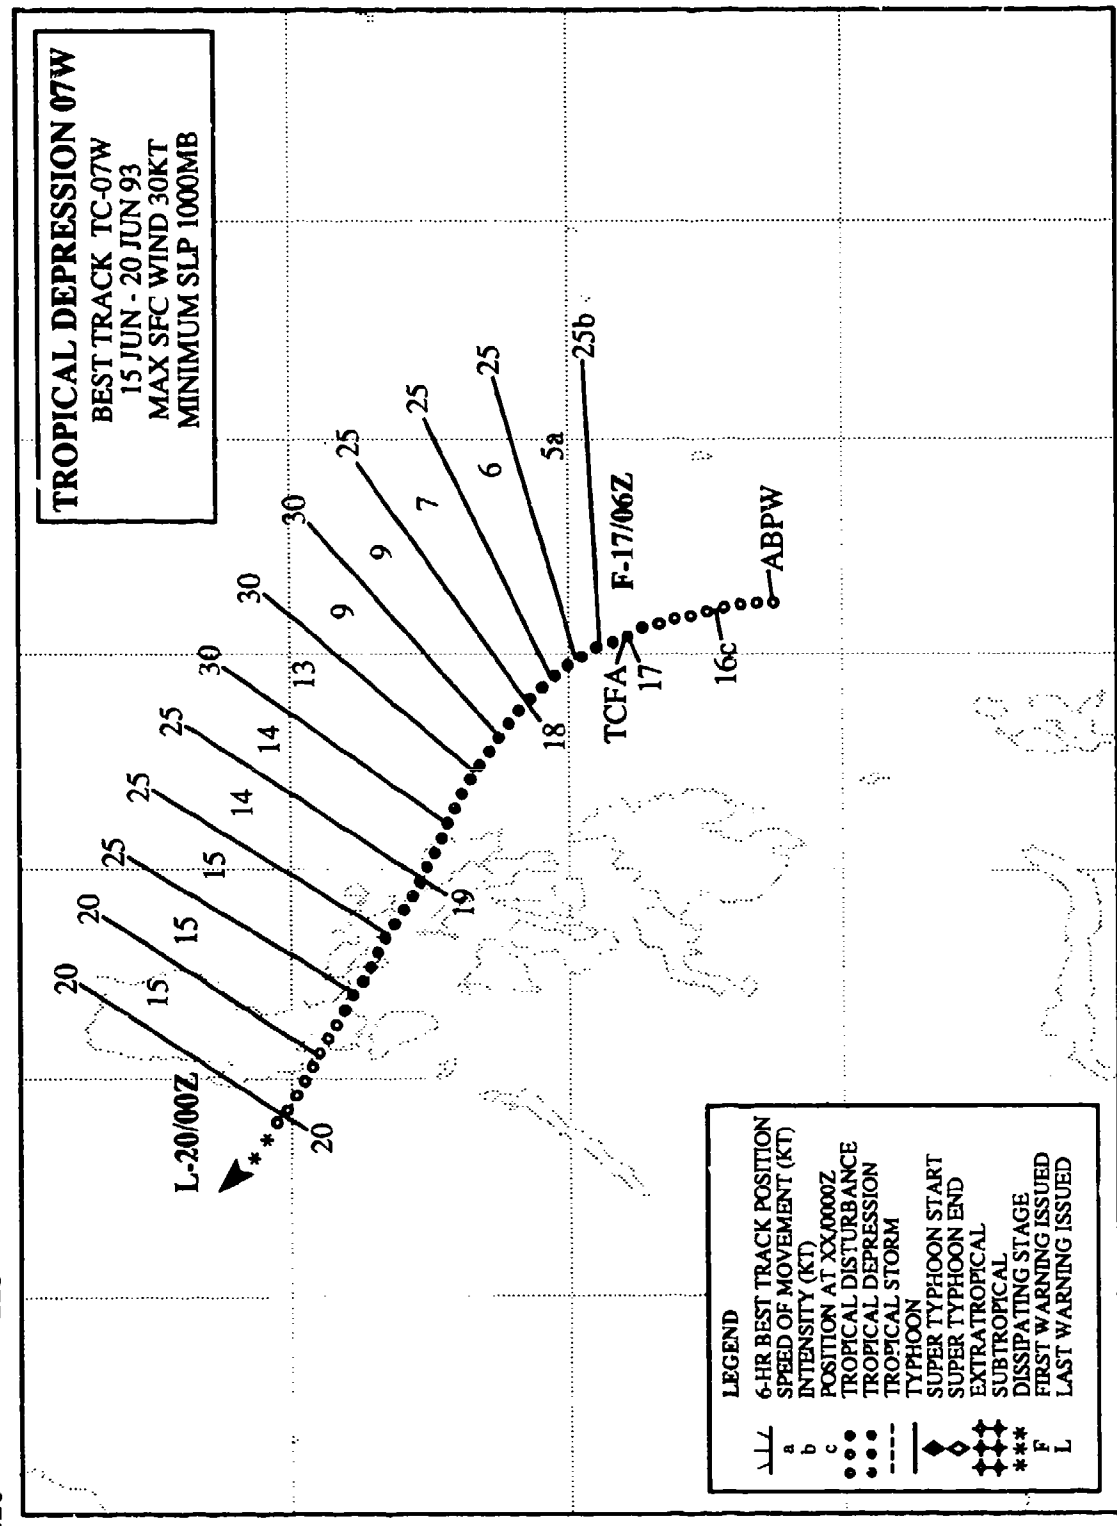 TROPICAL DEPRESSION 07W
BEST TRACK TC-07W
15 JUN - 20 JUN 93
MAX SFC WIND 30KT
MINIMUM SLP 1000MB
L-20/00Z
20
20
20
15
25
15
25
15
25
14
19
30
14
30
13
30
9
25
9
18
25
7
25
6
25b
5a
F-17/06Z
TCFA
17
16c
ABPW
LEGEND
6-HR BEST TRACK POSITION
a SPEED OF MOVEMENT (KT)
b INTENSITY (KT)
c POSITION AT XX/0000Z
TROPICAL DISTURBANCE
TROPICAL DEPRESSION
TROPICAL STORM
TYPHOON
SUPER TYPHOON START
SUPER TYPHOON END
EXTRATROPICAL
SUBTROPICAL
*** DISSIPATING STAGE
F FIRST WARNING ISSUED
L LAST WARNING ISSUED